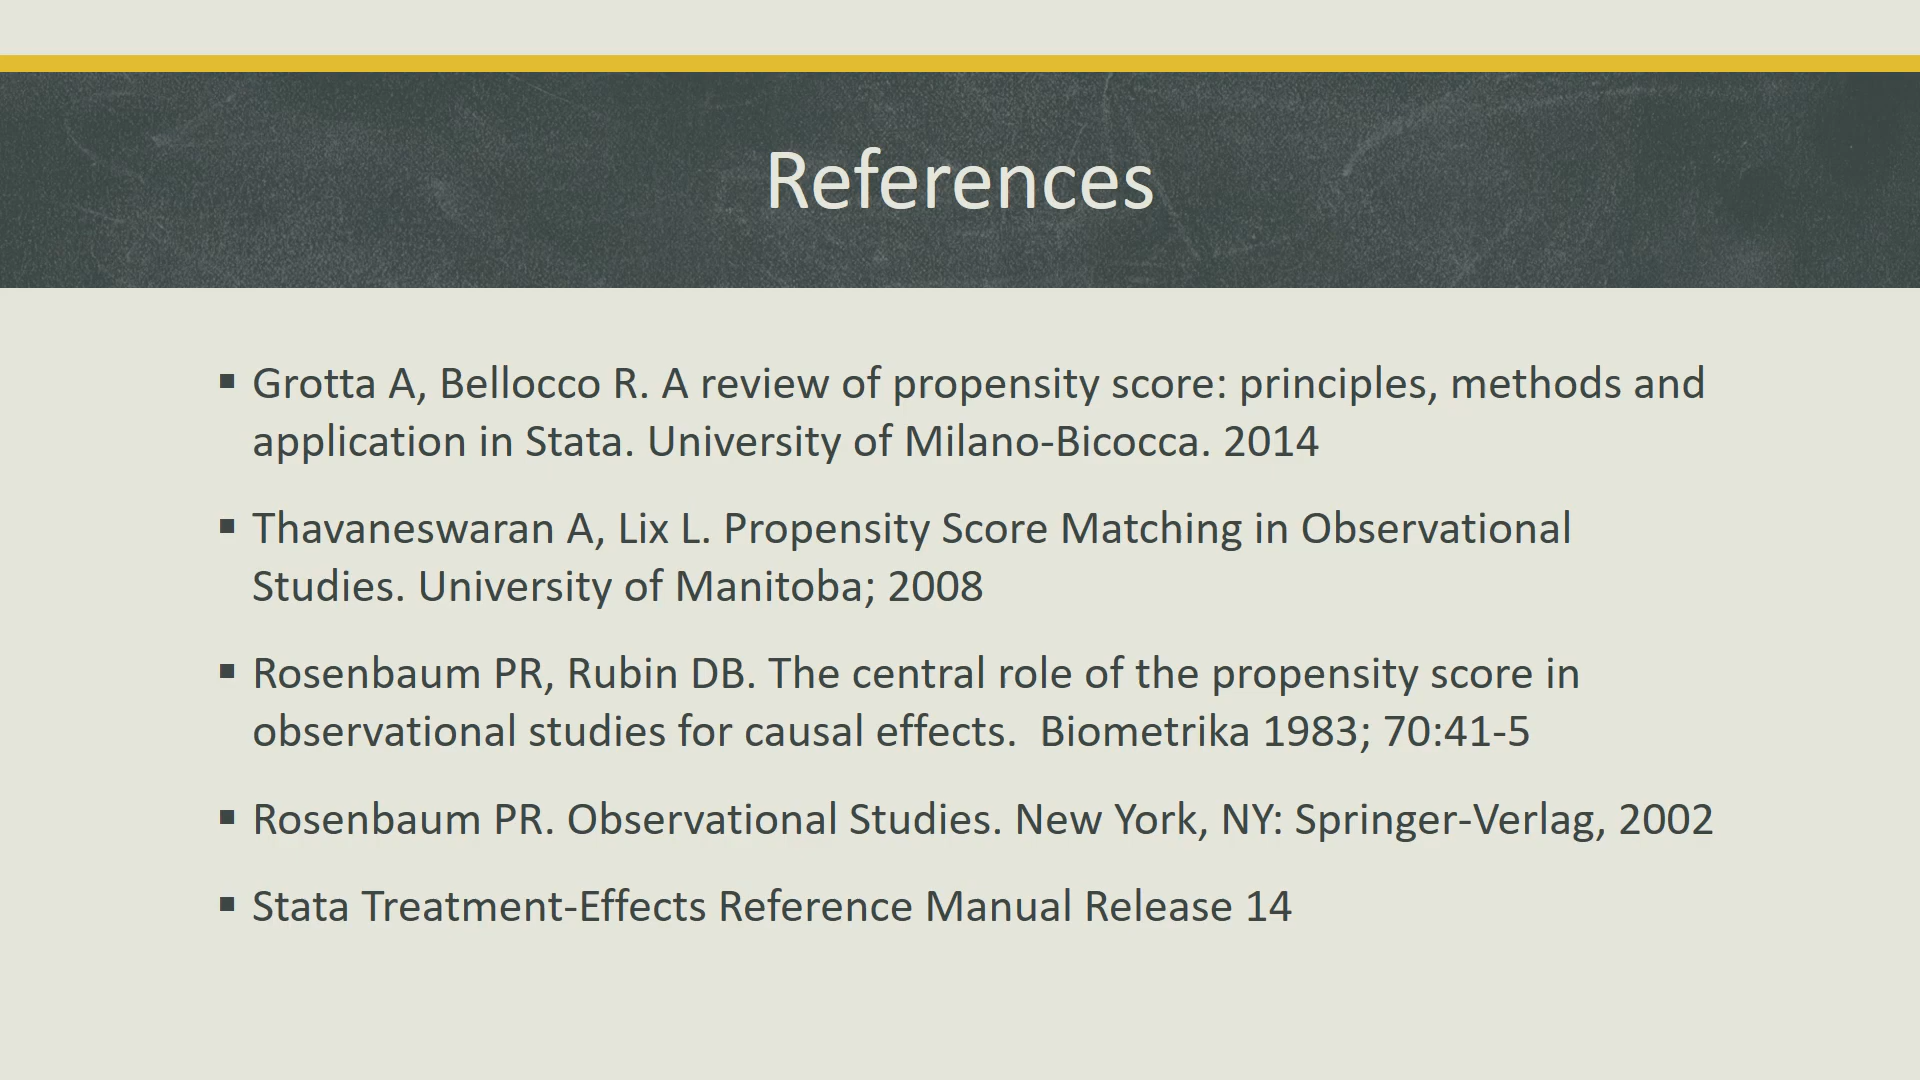 References
▪ Grotta A, Bellocco R. A review of propensity score: principles, methods and
application in Stata. University of Milano-Bicocca. 2014
▪ Thavaneswaran A, Lix L. Propensity Score Matching in Observational
Studies. University of Manitoba; 2008
▪ Rosenbaum PR, Rubin DB. The central role of the propensity score in
observational studies for causal effects.  Biometrika 1983; 70:41-5
▪ Rosenbaum PR. Observational Studies. New York, NY: Springer-Verlag, 2002
▪ Stata Treatment-Effects Reference Manual Release 14